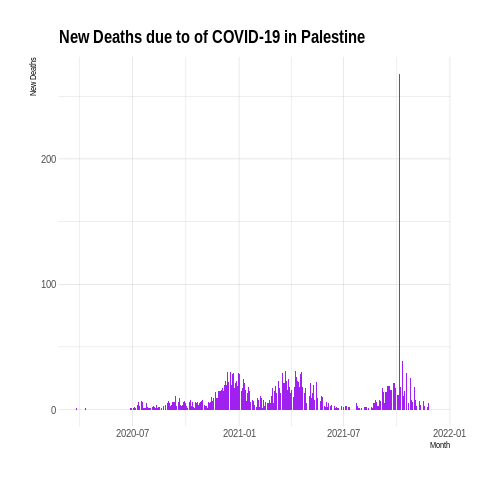 New Deaths due to of COVID-19 in Palestine
New Deaths
200
100
0
2020-07 2021-01 2021-07 2022-01
Month